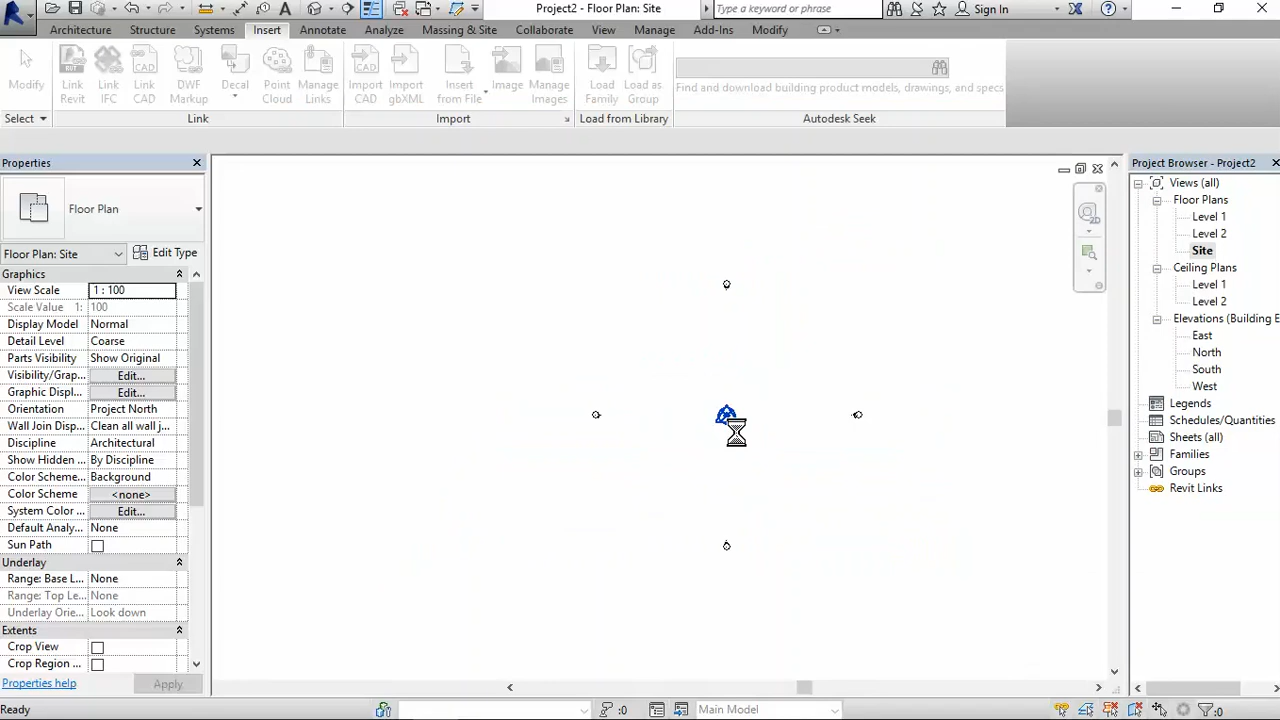 Project2 - Floor Plan: Site
Type a keyword or phrase
Sign In
Architecture
Structure
Systems
Insert
Annotate
Analyze
Massing & Site
Collaborate
View
Manage
Add-Ins
Modify
Modify
Link Revit
Link IFC
Link CAD
DWF Markup
Decal
Point Cloud
Manage Links
Import CAD
Import gbXML
Insert from File
Image
Manage Images
Load Family
Load as Group
Find and download building product models, drawings, and specs
Select
Link
Import
Load from Library
Autodesk Seek
Properties
Floor Plan
Floor Plan: Site
Edit Type
Graphics
View Scale 1 : 100
Scale Value 1: 100
Display Model Normal
Detail Level Coarse
Parts Visibility Show Original
Visibility/Grap... Edit...
Graphic Displ... Edit...
Orientation Project North
Wall Join Disp... Clean all wall j...
Discipline Architectural
Show Hidden ... By Discipline
Color Scheme... Background
Color Scheme <none>
System Color ... Edit...
Default Analy... None
Sun Path
Underlay
Range: Base L... None
Range: Top Le... None
Underlay Orie... Look down
Extents
Crop View
Crop Region ...
Properties help
Apply
2D
Project Browser - Project2
Views (all)
Floor Plans
Level 1
Level 2
Site
Ceiling Plans
Level 1
Level 2
Elevations (Building E
East
North
South
West
Legends
Schedules/Quantities
Sheets (all)
Families
Groups
Revit Links
Ready
:0
Main Model
:0